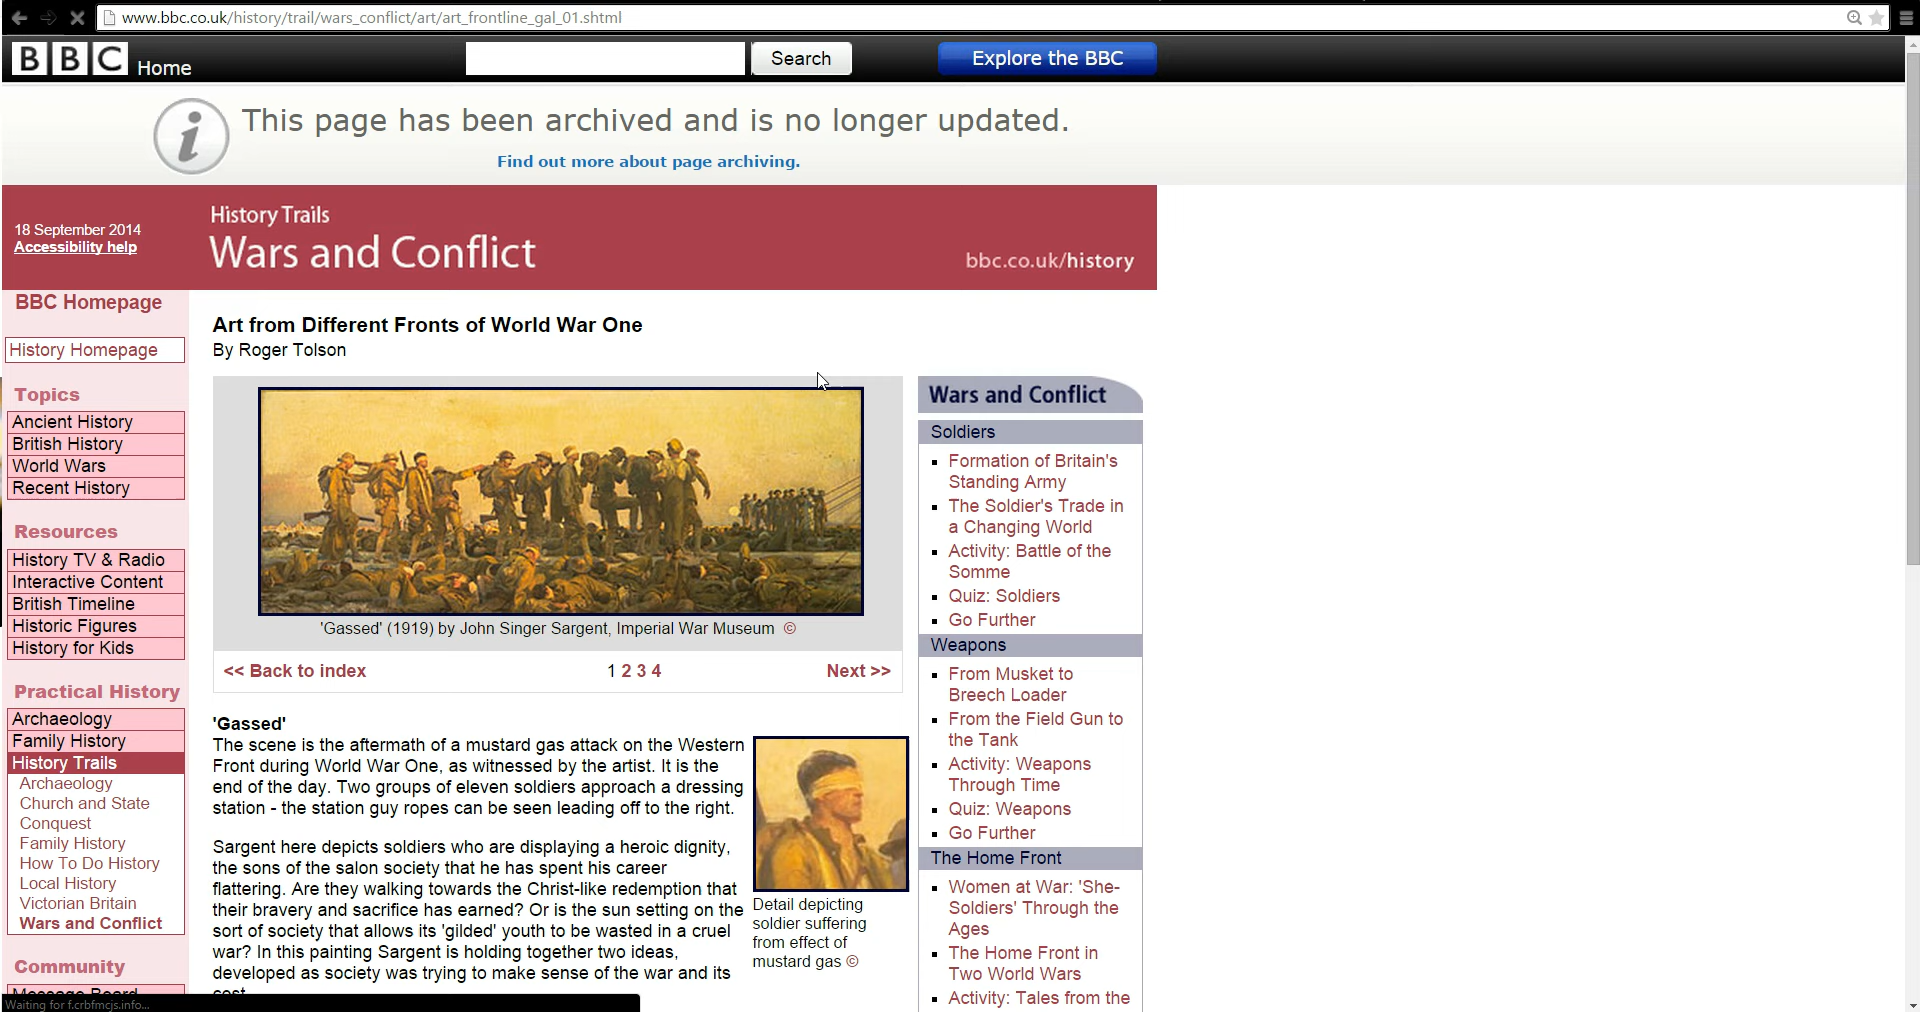 www.bbc.co.uk/history/trail/wars_conflict/art/art_frontline_gal_01.shtml
BBC Home
Search
Explore the BBC
This page has been archived and is no longer updated.
Find out more about page archiving.
18 September 2014
Accessibility help
History Trails
Wars and Conflict
bbc.co.uk/history
BBC Homepage
History Homepage
Topics
Ancient History
British History
World Wars
Recent History
Resources
History TV & Radio
Interactive Content
British Timeline
Historic Figures
History for Kids
Practical History
Archaeology
Family History
History Trails
Archaeology
Church and State
Conquest
Family History
How To Do History
Local History
Victorian Britain
Wars and Conflict
Community
Message Board
Art from Different Fronts of World War One
By Roger Tolson
'Gassed' (1919) by John Singer Sargent, Imperial War Museum ©
<< Back to index
1 2 3 4
Next >>
'Gassed'
The scene is the aftermath of a mustard gas attack on the Western
Front during World War One, as witnessed by the artist. It is the
end of the day. Two groups of eleven soldiers approach a dressing
station - the station guy ropes can be seen leading off to the right.
Sargent here depicts soldiers who are displaying a heroic dignity,
the sons of the salon society that he has spent his career
flattering. Are they walking towards the Christ-like redemption that
their bravery and sacrifice has earned? Or is the sun setting on the
sort of society that allows its 'gilded' youth to be wasted in a cruel
war? In this painting Sargent is holding together two ideas,
developed as society was trying to make sense of the war and its
cost.
Detail depicting
soldier suffering
from effect of
mustard gas ©
Wars and Conflict
Soldiers
Formation of Britain's
Standing Army
The Soldier's Trade in
a Changing World
Activity: Battle of the
Somme
Quiz: Soldiers
Go Further
Weapons
From Musket to
Breech Loader
From the Field Gun to
the Tank
Activity: Weapons
Through Time
Quiz: Weapons
Go Further
The Home Front
Women at War: 'She-
Soldiers' Through the
Ages
The Home Front in
Two World Wars
Activity: Tales from the
Waiting for f.crbfmcjs.info...